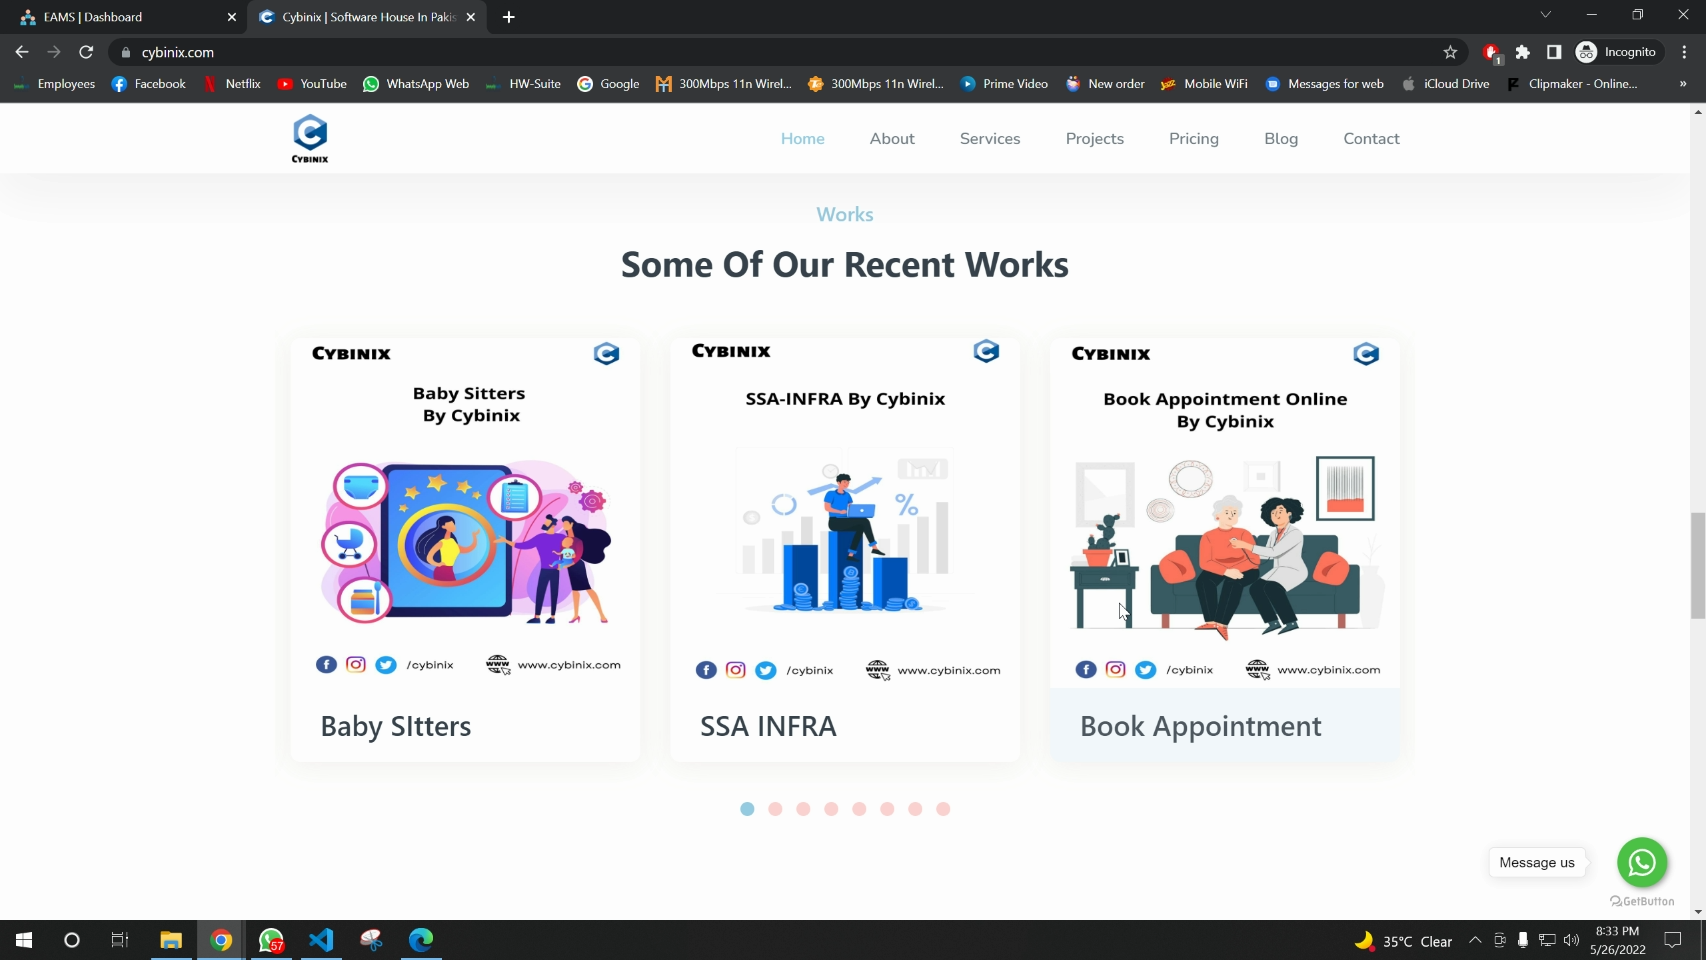 EAMS | Dashboard
Cybinix | Software House In Pakis
cybinix.com
1
Incognito
Employees
Facebook
Netflix
YouTube
WhatsApp Web
HW-Suite
Google
300Mbps 11n Wirel...
300Mbps 11n Wirel...
Prime Video
New order
Mobile WiFi
Messages for web
iCloud Drive
Clipmaker - Online...
»
CYBINIX
Home
About
Services
Projects
Pricing
Blog
Contact
Works
Some Of Our Recent Works
CYBINIX
Baby Sitters
By Cybinix
/cybinix
www.cybinix.com
Baby SItters
CYBINIX
SSA-INFRA By Cybinix
%
/cybinix
www.cybinix.com
SSA INFRA
CYBINIX
Book Appointment Online
By Cybinix
/cybinix
www.cybinix.com
Book Appointment
Message us
GetButton
57
35°C Clear
8:33 PM
5/26/2022